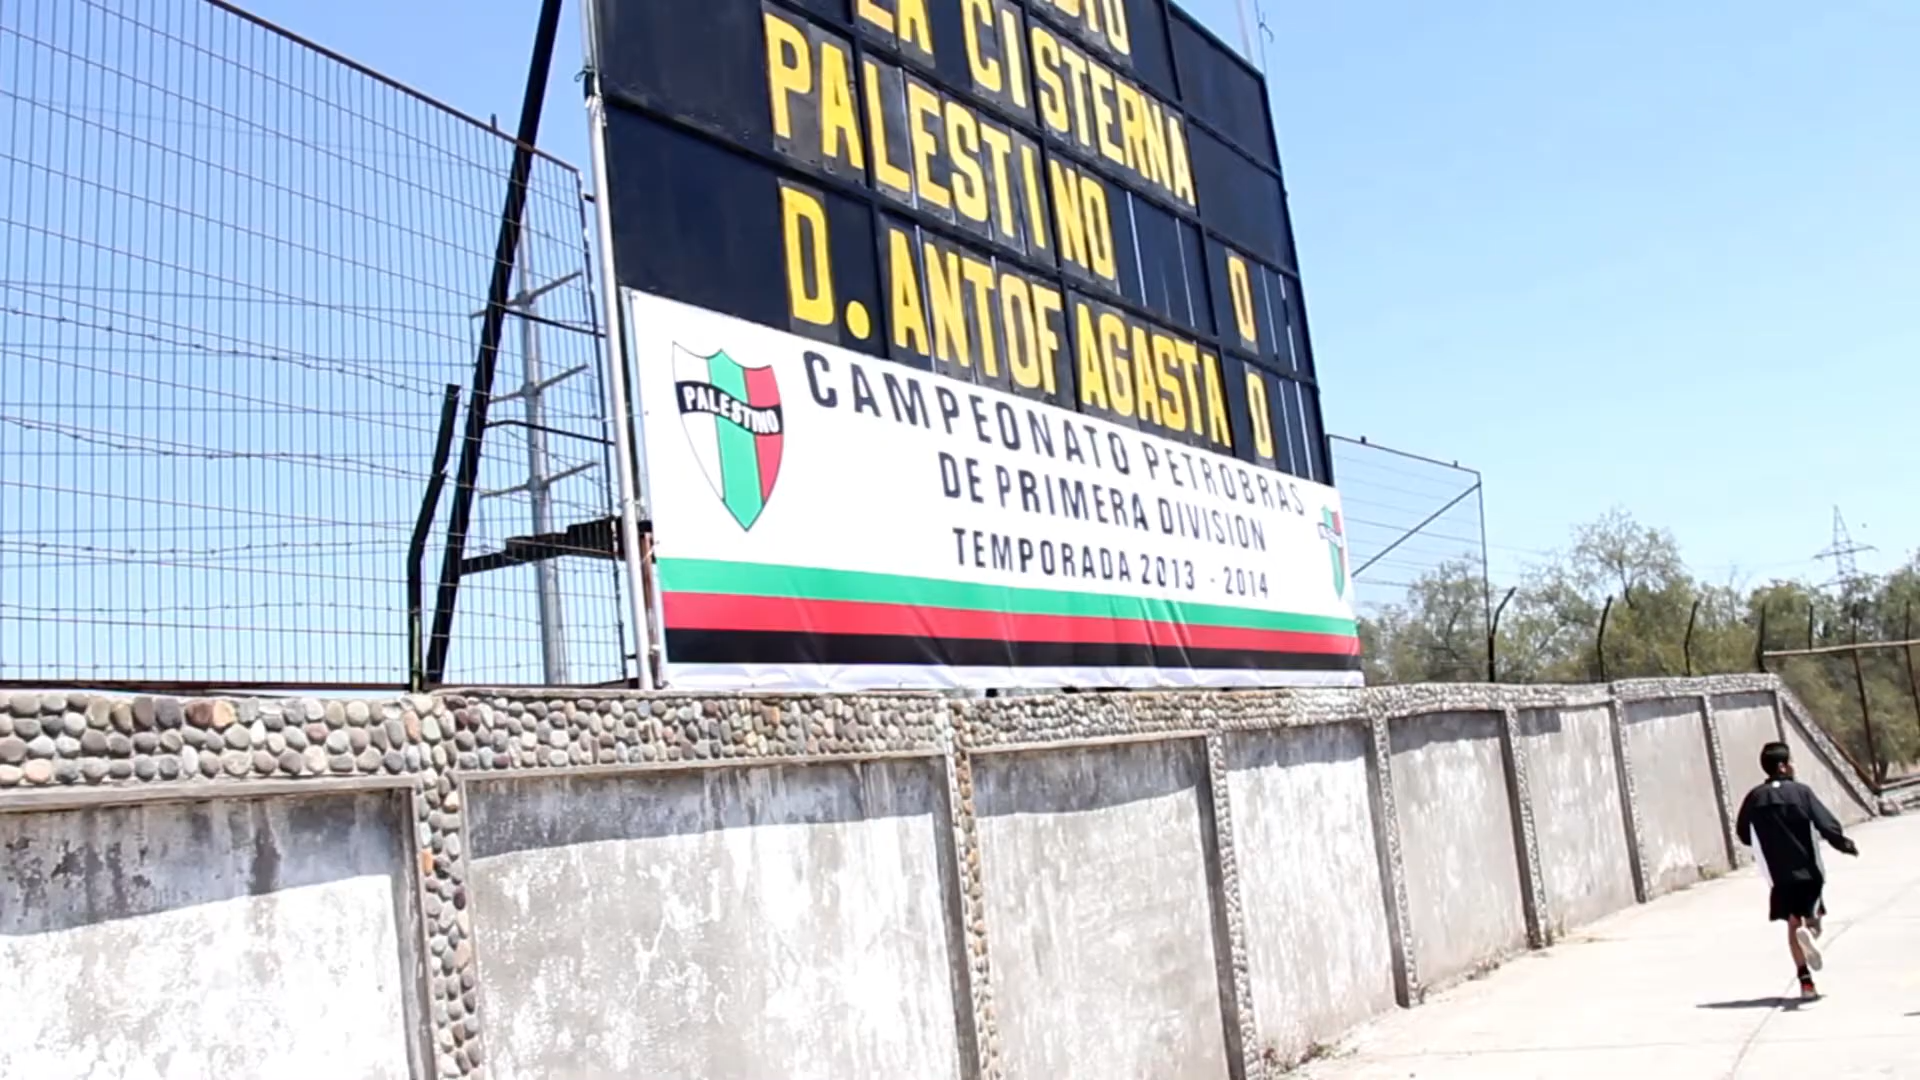 LA CISTERNA
PALESTINO 0
D. ANTOFAGASTA 0
PALESTINO
CAMPEONATO PETROBRAS
DE PRIMERA DIVISION
TEMPORADA 2013 - 2014